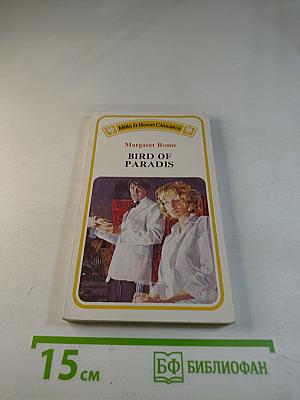 Mills & Boon Classics
Margaret Rome
BIRD OF
PARADIS
15 см
БФ БИБЛИОФАН